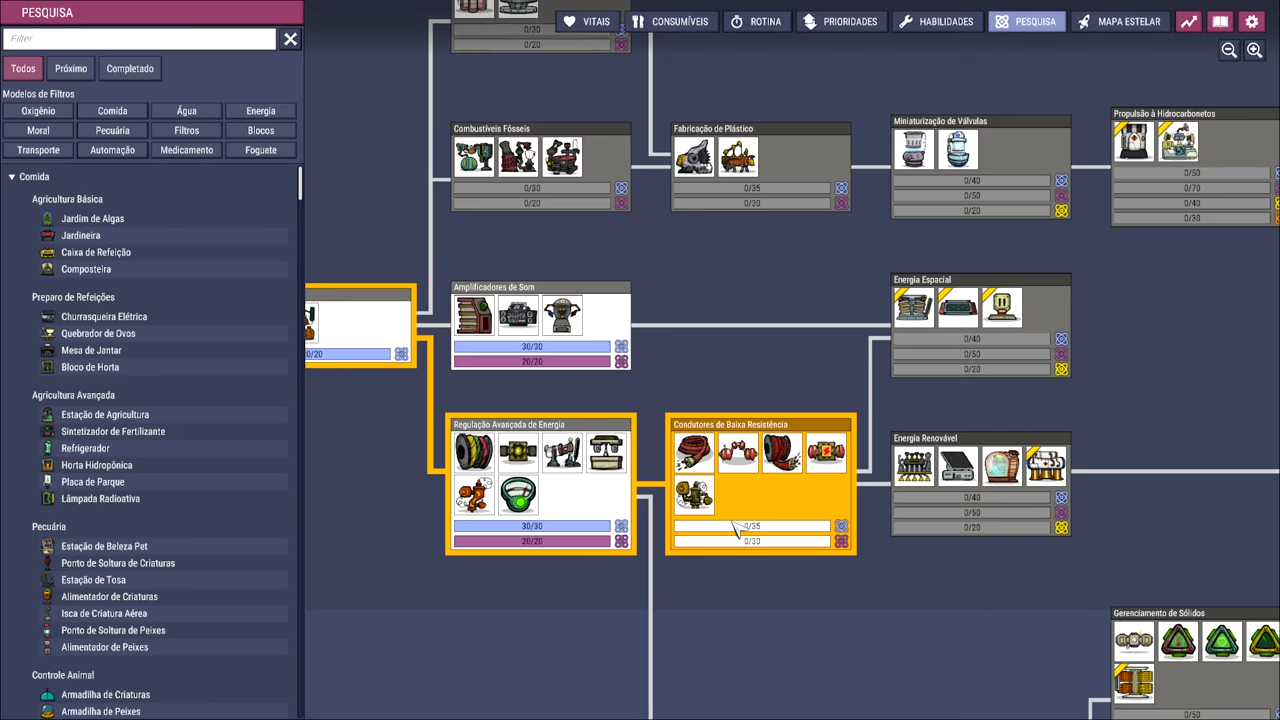 PESQUISA
VITAIS
CONSUMÍVEIS
ROTINA
PRIORIDADES
HABILIDADES
PESQUISA
MAPA ESTELAR
Filter
Todos
Próximo
Completado
Modelos de Filtros
Oxigênio
Comida
Água
Energia
Moral
Pecuária
Filtros
Blocos
Transporte
Automação
Medicamento
Foguete
Comida
Agricultura Básica
Jardim de Algas
Jardineira
Caixa de Refeição
Composteira
Preparo de Refeições
Churrasqueira Elétrica
Quebrador de Ovos
Mesa de Jantar
Bloco de Horta
Agricultura Avançada
Estação de Agricultura
Sintetizador de Fertilizante
Refrigerador
Horta Hidropônica
Placa de Parque
Lâmpada Radioativa
Pecuária
Estação de Beleza Pet
Ponto de Soltura de Criaturas
Estação de Tosa
Alimentador de Criaturas
Isca de Criatura Aérea
Ponto de Soltura de Peixes
Alimentador de Peixes
Controle Animal
Armadilha de Criaturas
Armadilha de Peixes
0/30
0/20
Combustíveis Fósseis
0/30
0/20
Fabricação de Plástico
0/35
0/30
Miniaturização de Válvulas
0/40
0/50
0/20
Propulsão à Hidrocarbonetos
0/50
0/70
0/40
0/30
0/20
Amplificadores de Som
30/30
20/20
Energia Espacial
0/40
0/50
0/20
Regulação Avançada de Energia
30/30
20/20
Condutores de Baixa Resistência
0/35
0/30
Energia Renovável
0/40
0/50
0/20
Gerenciamento de Sólidos
0/50